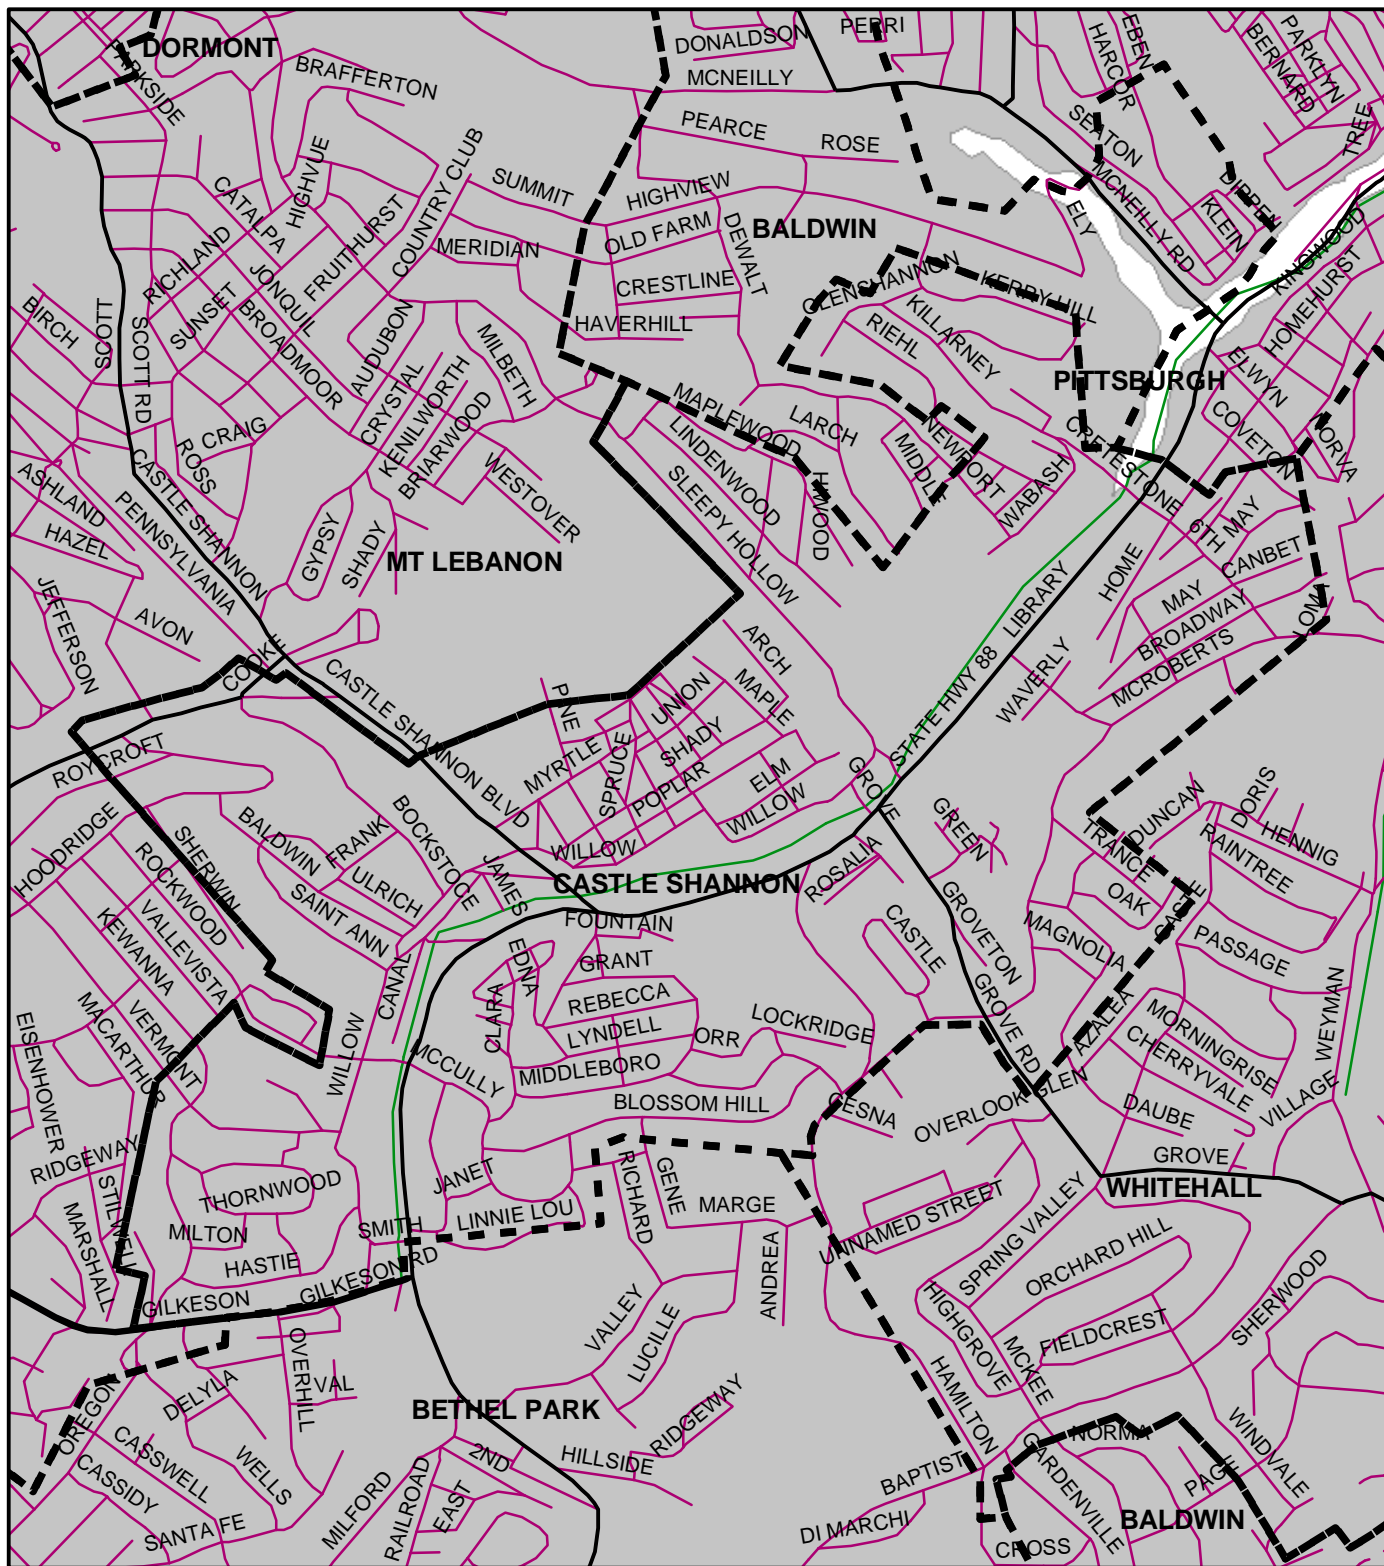 DORMONT
PARKSIDE
BRAFFERTON
DONALDSON
PERRI
MCNEILLY
HARCOR
EBEN
BERNARD
PARKLYN
TREE
PEARCE
ROSE
SEATON
MCNEILLY RD
DIPPEN
KLEIN
ELY
CATALPA
HIGHVUE
COUNTRY CLUB
SUMMIT
HIGHVIEW
OLD FARM
DEWALT
BALDWIN
MERIDIAN
RICHLAND
JONQUIL
FRUITHURST
CRESTLINE
GLENSHANNON
KERRY HILL
KINGWOOD
HOMEHURST
BIRCH
SCOTT
SCOTT RD
SUNSET
BROADMOOR
AUDUBON
MILBETH
HAVERHILL
RIEHL
KILLARNEY
PITTSBURGH
ELWYN
COVETON
NORVA
CRYSTAL
KENILWORTH
BRIARWOOD
MAPLEWOOD
LARCH
LINDENWOOD
SLEEPY HOLLOW
MIDDLE
NEWPORT
WABASH
CREESTONE
CRAIG
ROSS
WESTOVER
ASHLAND
HAZEL
PENNSYLVANIA
CASTLE SHANNON
GYPSY
SHADY
MT LEBANON
6TH
MAY
CANBET
HOME
MAY
BROADWAY
MCROBERTS
JEFFERSON
AVON
COOKE
CASTLE SHANNON BLVD
ARCH
MAPLE
STATE HWY 88
LIBRARY
WAVERLY
PINE
UNION
SHADY
MYRTLE
SPRUCE
POPLAR
ELM
WILLOW
WILLOW
GROVE
ROYCROFT
HOODRIDGE
SHERWIN
BALDWIN
FRANK
BOCKSTOCE
ULRICH
JAMES
SAINT ANN
CASTLE SHANNON
ROSALIA
GREEN
GROVETON
DUNCAN
DORIS
HENNIG
TRANCE
RAINTREE
OAK
ROCKWOOD
VALLEVISTA
KEWANNA
FOUNTAIN
GRANT
EDNA
CLARA
REBECCA
LYNDELL
MIDDLEBORO
ORR
LOCKRIDGE
CASTLE
GROVE RD
MAGNOLIA
PASSAGE
AZALEA
MORNINGRISE
CHERRYVALE
WEYMAN
CANAL
WILLOW
MCCULLY
EISENHOWER
MACARTHUR
VERMONT
BLOSSOM HILL
CESNA
OVERLOOK GLEN
DAUBE
VILLAGE
GROVE
WHITEHALL
RIDGEWAY
STILWELL
MARSHALL
THORNWOOD
MILTON
HASTIE
JANET
LINNIE LOU
SMITH
RICHARD
GENE
MARGE
ANDREA
UNNAMED STREET
SPRING VALLEY
ORCHARD HILL
SHERWOOD
GILKESON
GILKESON RD
VALLEY
LUCILLE
HIGHGROVE
MCKEE
FIELDCREST
OVERHILL
VAL
DELYLA
OREGON
CASSWELL
CASSIDY
WELLS
SANTA FE
BETHEL PARK
MILFORD
RAILROAD
EAST
2ND
HILLSIDE
RIDGEWAY
HAMILTON
BAPTIST
DI MARCHI
GARDENVILLE
NORMA
WINDVALE
PAGE
CROSS
BALDWIN